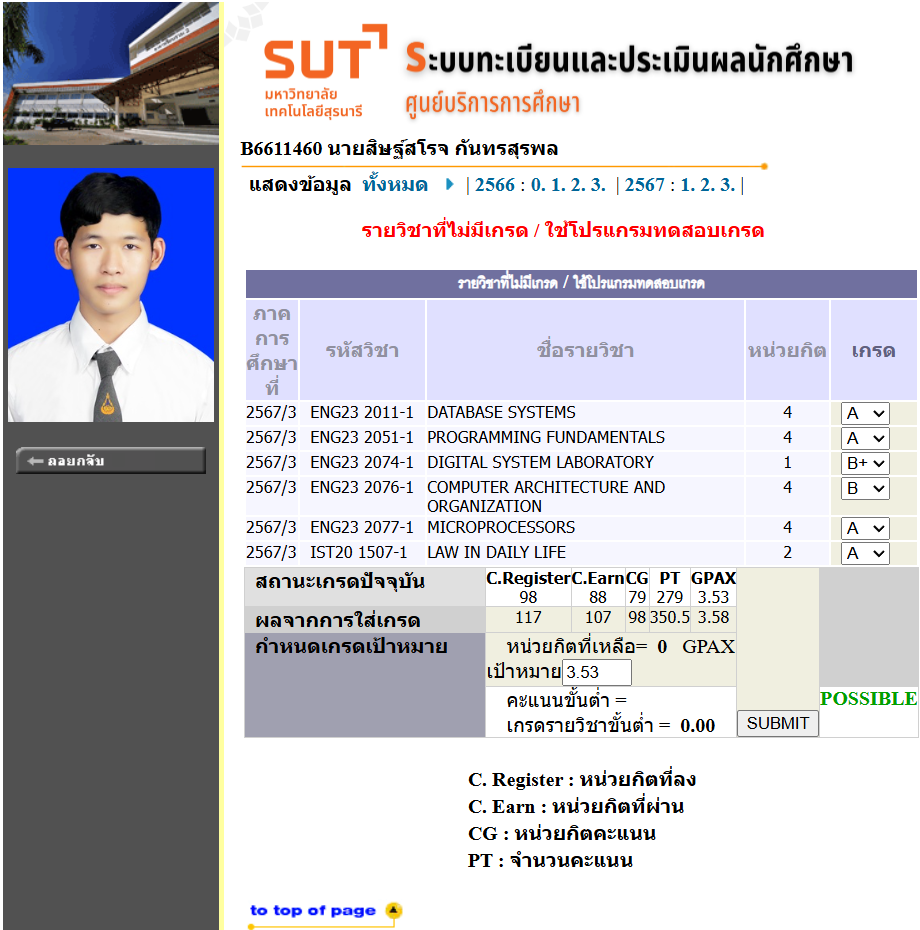 SUT
มหาวิทยาลัย
เทคโนโลยีสุรนารี
ระบบทะเบียนและประเมินผลนักศึกษา
ศูนย์บริการการศึกษา
B6611460 นายสิษฐ์สโรจ กันทรสุรพล
แสดงข้อมูล ทั้งหมด | 2566 : 0. 1. 2. 3. | 2567 : 1. 2. 3. |
รายวิชาที่ไม่มีเกรด / ใช้โปรแกรมทดสอบเกรด
ถอยกลับ
รายวิชาที่ไม่มีเกรด / ใช้โปรแกรมทดสอบเกรด
ภาค
การ
ศึกษา
ที่
รหัสวิชา
ชื่อรายวิชา
หน่วยกิต
เกรด
2567/3 ENG23 2011-1 DATABASE SYSTEMS 4 A
2567/3 ENG23 2051-1 PROGRAMMING FUNDAMENTALS 4 A
2567/3 ENG23 2074-1 DIGITAL SYSTEM LABORATORY 1 B+
2567/3 ENG23 2076-1 COMPUTER ARCHITECTURE AND 4 B
ORGANIZATION
2567/3 ENG23 2077-1 MICROPROCESSORS 4 A
2567/3 IST20 1507-1 LAW IN DAILY LIFE 2 A
สถานะเกรดปัจจุบัน C.Register C.Earn CG PT GPAX
98 88 79 279 3.53
ผลจากการใส่เกรด 117 107 98 350.5 3.58
กำหนดเกรดเป้าหมาย หน่วยกิตที่เหลือ= 0 GPAX
เป้าหมาย 3.53
คะแนนขั้นต่ำ = POSSIBLE
เกรดรายวิชาขั้นต่ำ = 0.00 SUBMIT
C. Register : หน่วยกิตที่ลง
C. Earn : หน่วยกิตที่ผ่าน
CG : หน่วยกิตคะแนน
PT : จำนวนคะแนน
to top of page